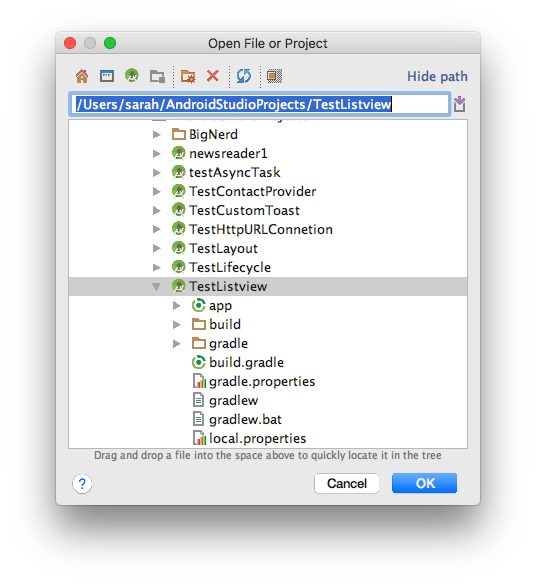 Open File or Project
Hide path
/Users/sarah/AndroidStudioProjects/TestListview
BigNerd
newsreader1
testAsyncTask
TestContactProvider
TestCustomToast
TestHttpURLConnetion
TestLayout
TestLifecycle
TestListview
app
build
gradle
build.gradle
gradle.properties
gradlew
gradlew.bat
local.properties
Drag and drop a file into the space above to quickly locate it in the tree
? Cancel OK